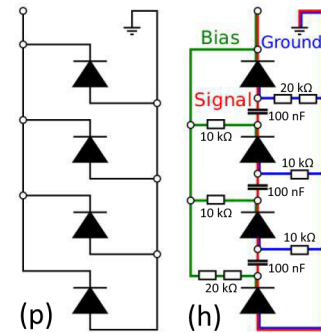 Bias
Ground
Signal
20 kΩ
100 nF
10 kΩ
10 kΩ
100 nF
10 kΩ
10 kΩ
100 nF
20 kΩ
(p)
(h)